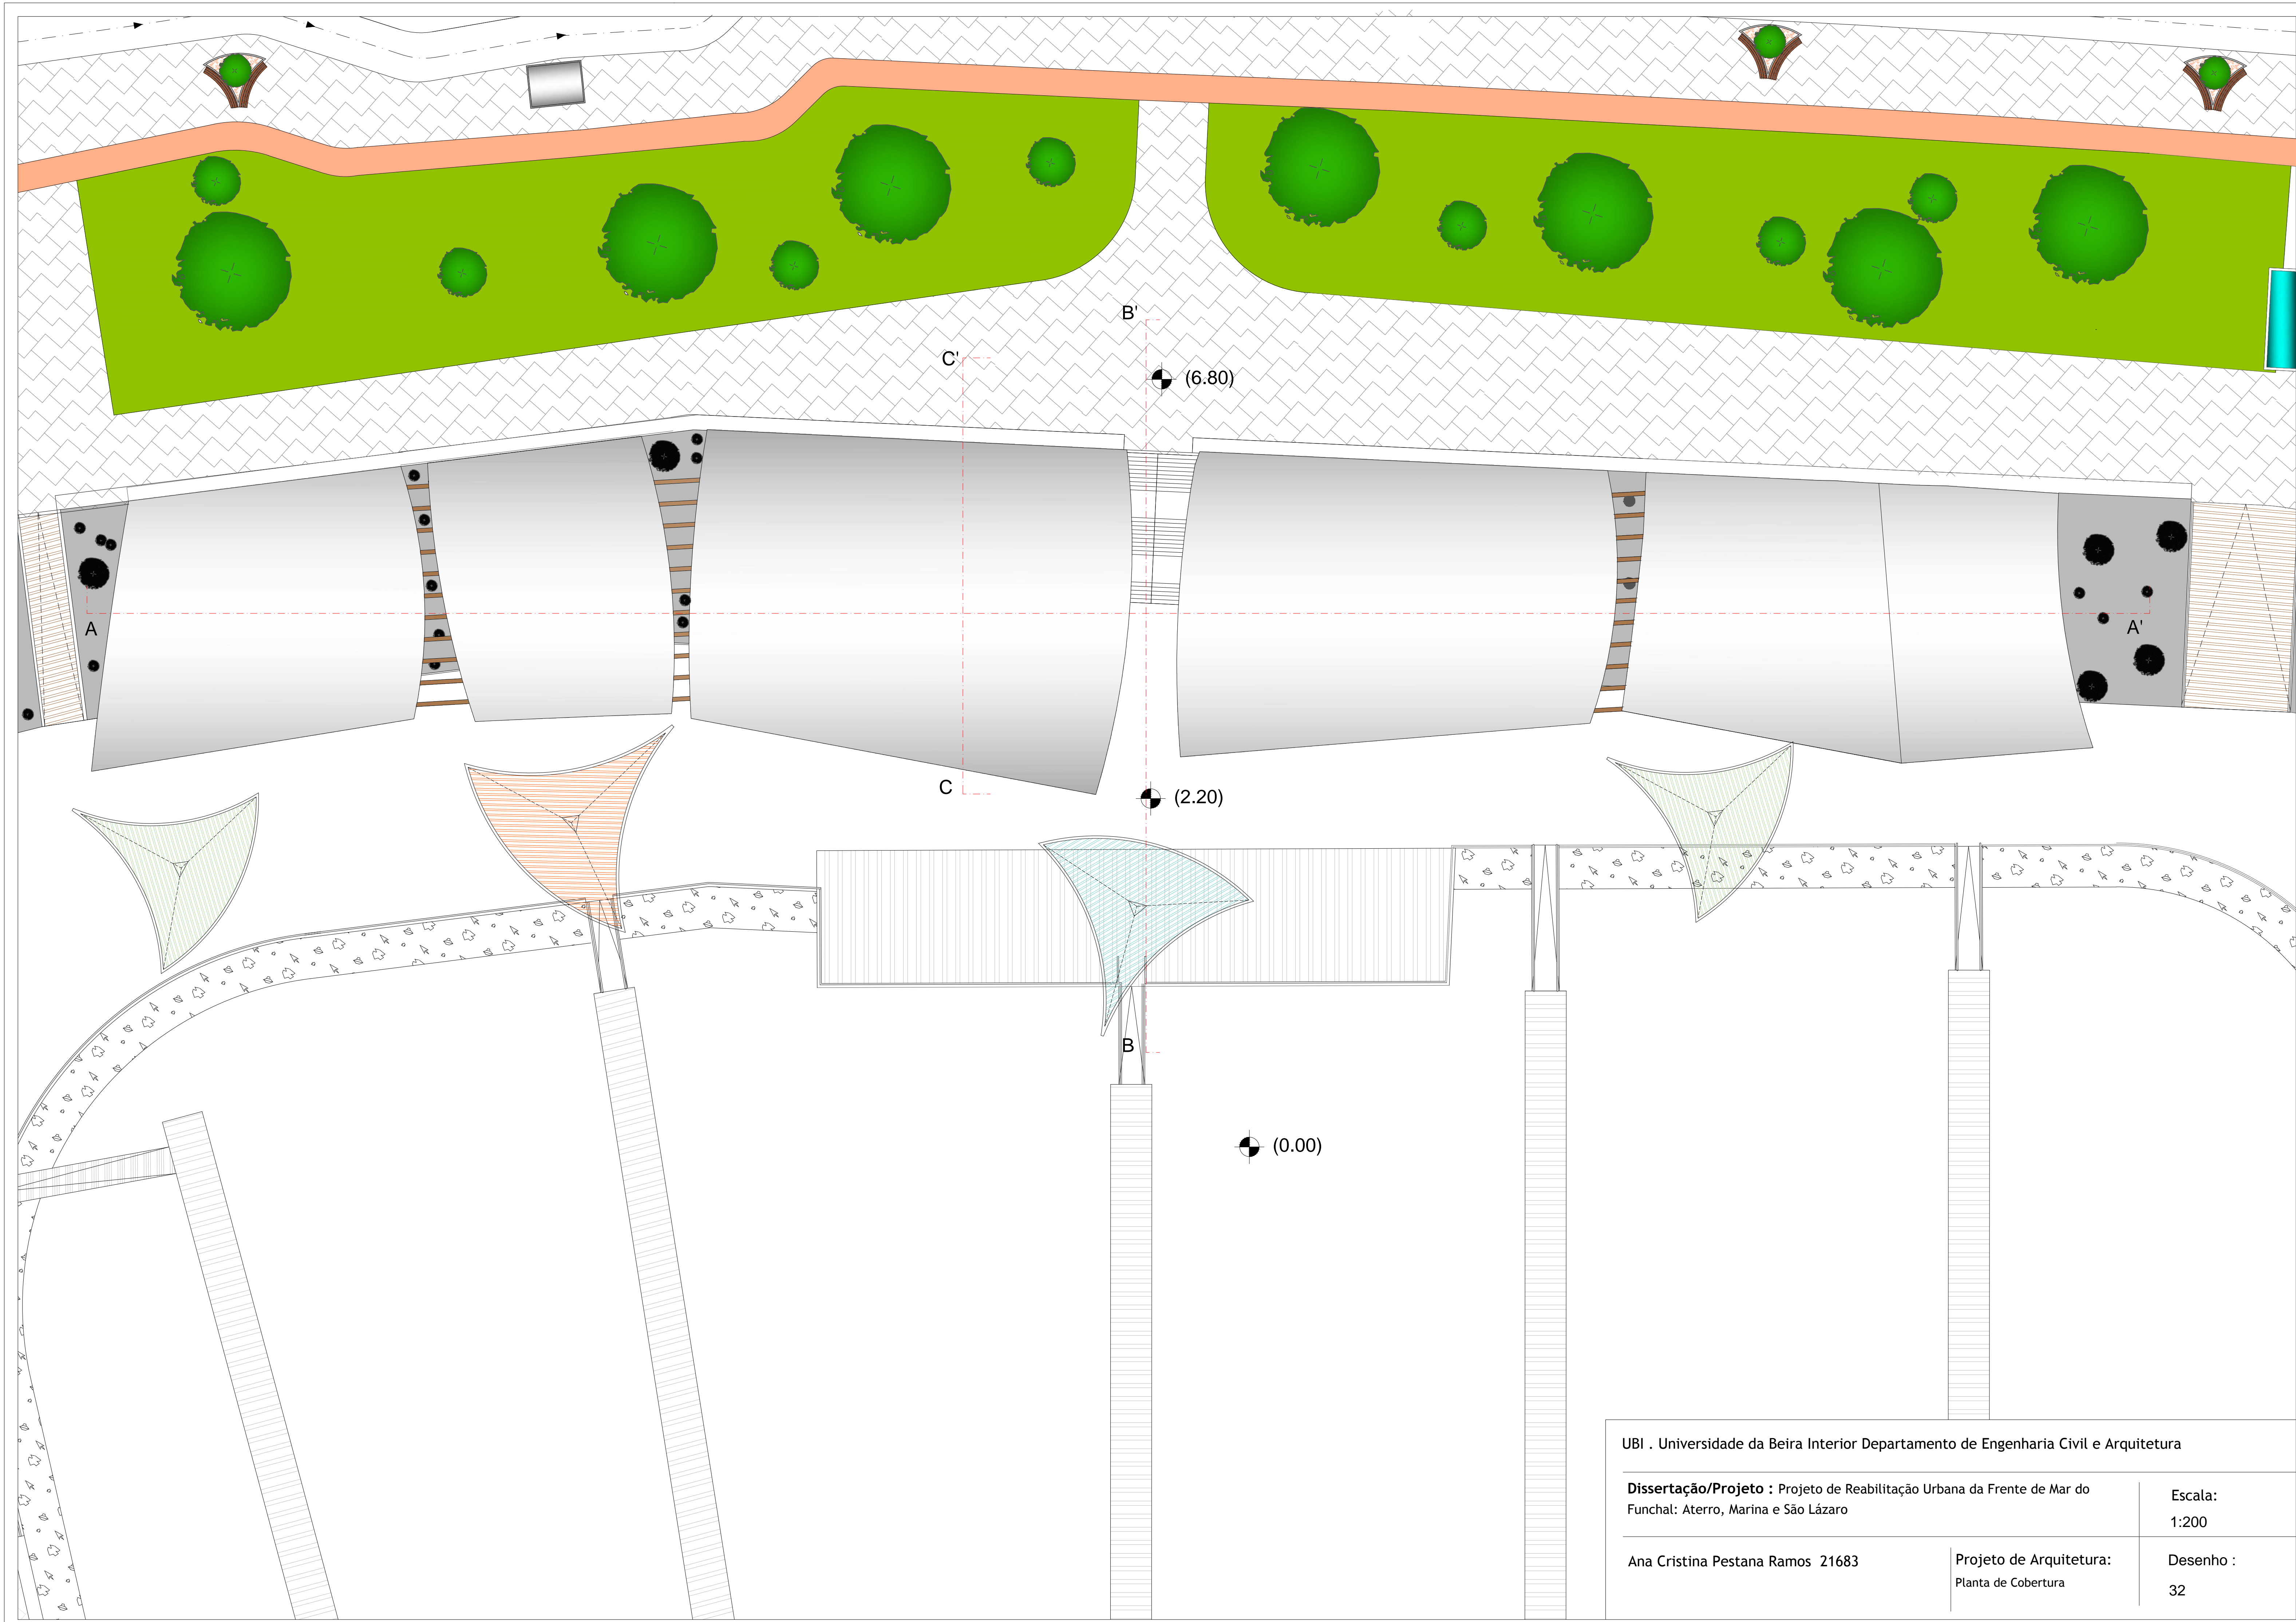 B'
C'
(6.80)
A
A'
C
(2.20)
B
(0.00)
UBI . Universidade da Beira Interior Departamento de Engenharia Civil e Arquitetura
Dissertação/Projeto : Projeto de Reabilitação Urbana da Frente de Mar do
Funchal: Aterro, Marina e São Lázaro
Escala:
1:200
Ana Cristina Pestana Ramos 21683
Projeto de Arquitetura:
Planta de Cobertura
Desenho :
32